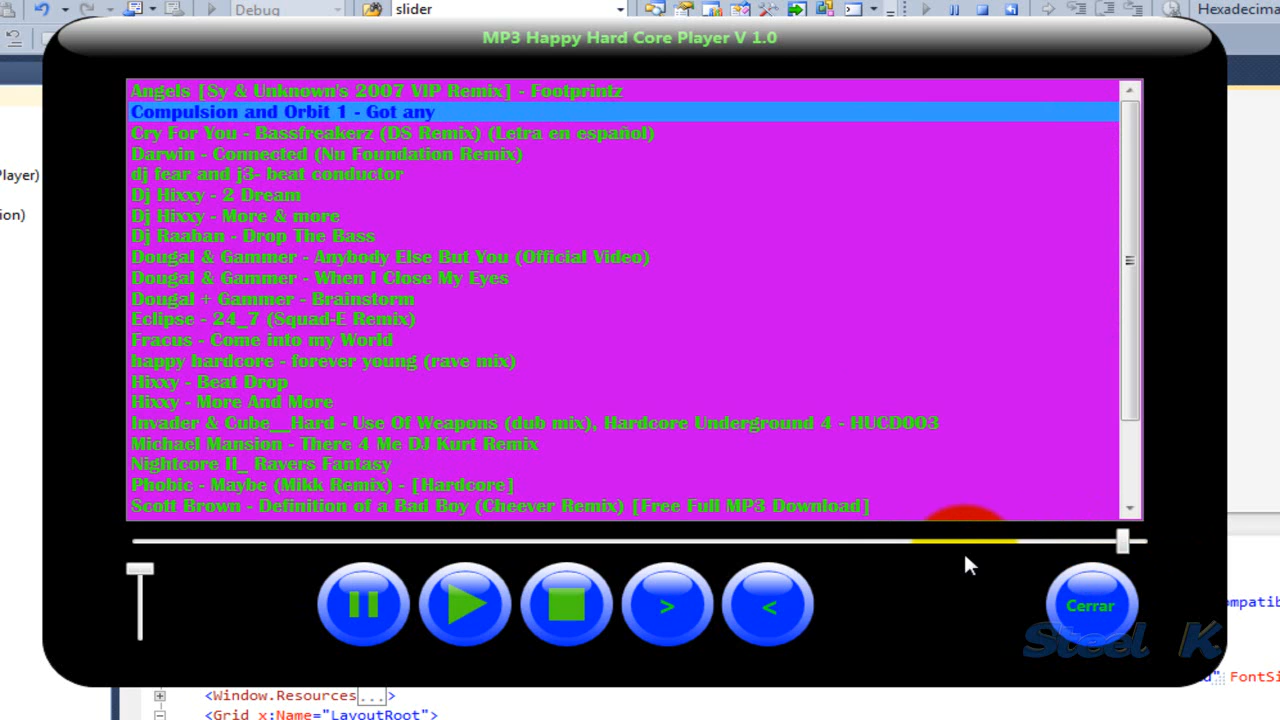 Debug
slider
Hexadecima
MP3 Happy Hard Core Player V 1.0
Angels [Sy & Unknown's 2007 VIP Remix] - Footprintz
Compulsion and Orbit 1 - Got any
Cry For You - Bassfreakerz (DS Remix) (Letra en español)
Darwin - Connected (Nu Foundation Remix)
dj fear and j3- beat conductor
Dj Hixxy - 2 Dream
Dj Hixxy - More & more
Dj Raaban - Drop The Bass
Dougal & Gammer - Anybody Else But You (Official Video)
Dougal & Gammer - When I Close My Eyes
Dougal + Gammer - Brainstorm
Eclipse - 24_7 (Squad-E Remix)
Fracus - Come into my World
happy hardcore - forever young (rave mix)
Hixxy - Beat Drop
Hixxy - More And More
Invader & Cube__Hard - Use Of Weapons (dub mix), Hardcore Underground 4 - HUCD003
Michael Mansion - There 4 Me DJ Kurt Remix
Nightcore II_ Ravers Fantasy
Phobic - Maybe (Mikk Remix) - [Hardcore]
Scott Brown - Definition of a Bad Boy (Cheever Remix) [Free Full MP3 Download]
Player)
ion)
> <
Cerrar
ompatib
Steel K
d" FontSi
<Window.Resources...>
<Grid x:Name="LayoutRoot">